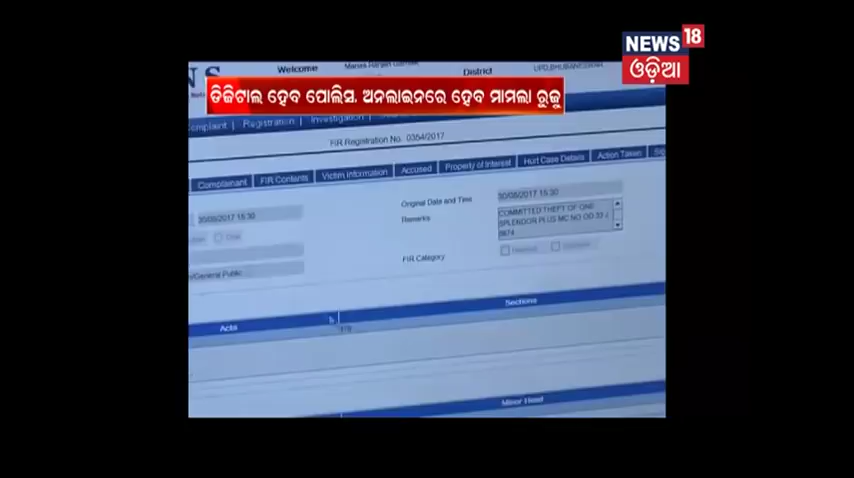 NEWS 18
ଓଡ଼ିଆ
Welcome
District
ଡିଜିଟାଲ ହେବ ପୋଲିସ, ଅନଲାଇନରେ ହେବ ମାମଲା ରୁଜୁ
Complaint | Registration | Investigation |
FIR Registration No. 0354/2017
Complainant FIR Contents Victim Information Accused Property of Interest Hurt Case Details Action Taken
30/08/2017 15:30 Original Date and Time 30/08/2017 15:30
Remarks COMMITTED THEFT OF ONE
SPLENDOR PLUS MC NO OD 33
FIR Category
General Public
Acts Sections
Minor Head